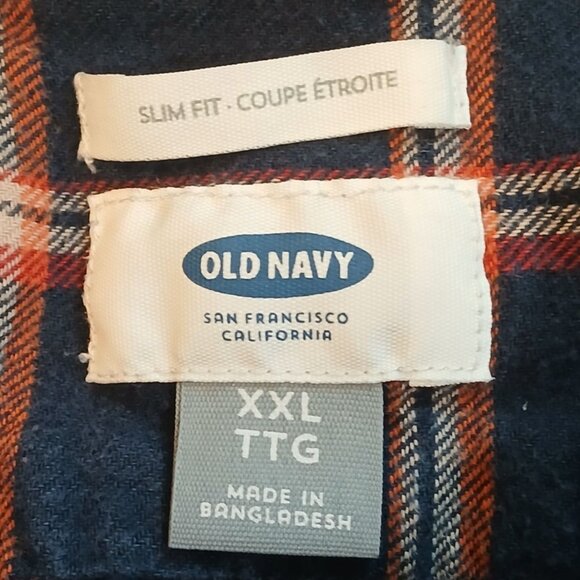 SLIM FIT - COUPE ÉTROITE
OLD NAVY
SAN FRANCISCO
CALIFORNIA
XXL
TTG
MADE IN
BANGLADESH